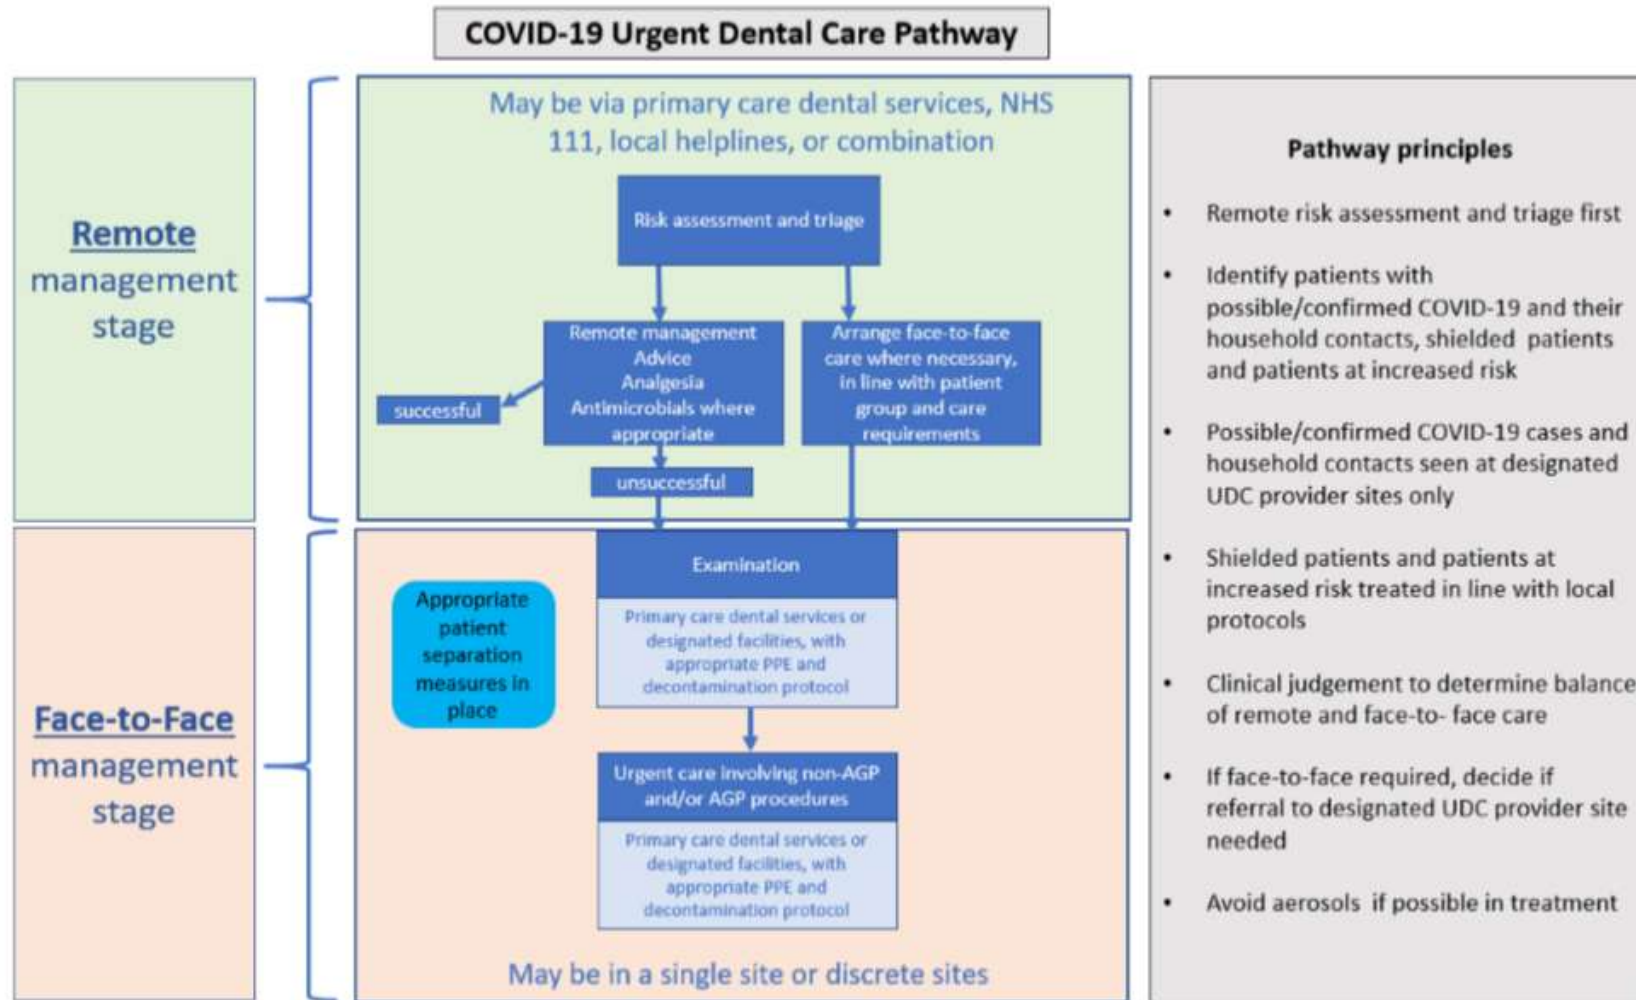 COVID-19 Urgent Dental Care Pathway
Remote
management
stage
May be via primary care dental services, NHS
111, local helplines, or combination
Risk assessment and triage
Remote management
Advice
Analgesia
Antimicrobials where
appropriate
Arrange face-to-face
care where necessary,
in line with patient
group and care
requirements
successful
unsuccessful
Face-to-Face
management
stage
Appropriate
patient
separation
measures in
place
Examination
Primary care dental services or
designated facilities, with
appropriate PPE and
decontamination protocol
Urgent care involving non-AGP
and/or AGP procedures
Primary care dental services or
designated facilities, with
appropriate PPE and
decontamination protocol
May be in a single site or discrete sites
Pathway principles
• Remote risk assessment and triage first
• Identify patients with
possible/confirmed COVID-19 and their
household contacts, shielded patients
and patients at increased risk
• Possible/confirmed COVID-19 cases and
household contacts seen at designated
UDC provider sites only
• Shielded patients and patients at
increased risk treated in line with local
protocols
• Clinical judgement to determine balance
of remote and face-to- face care
• If face-to-face required, decide if
referral to designated UDC provider site
needed
• Avoid aerosols if possible in treatment